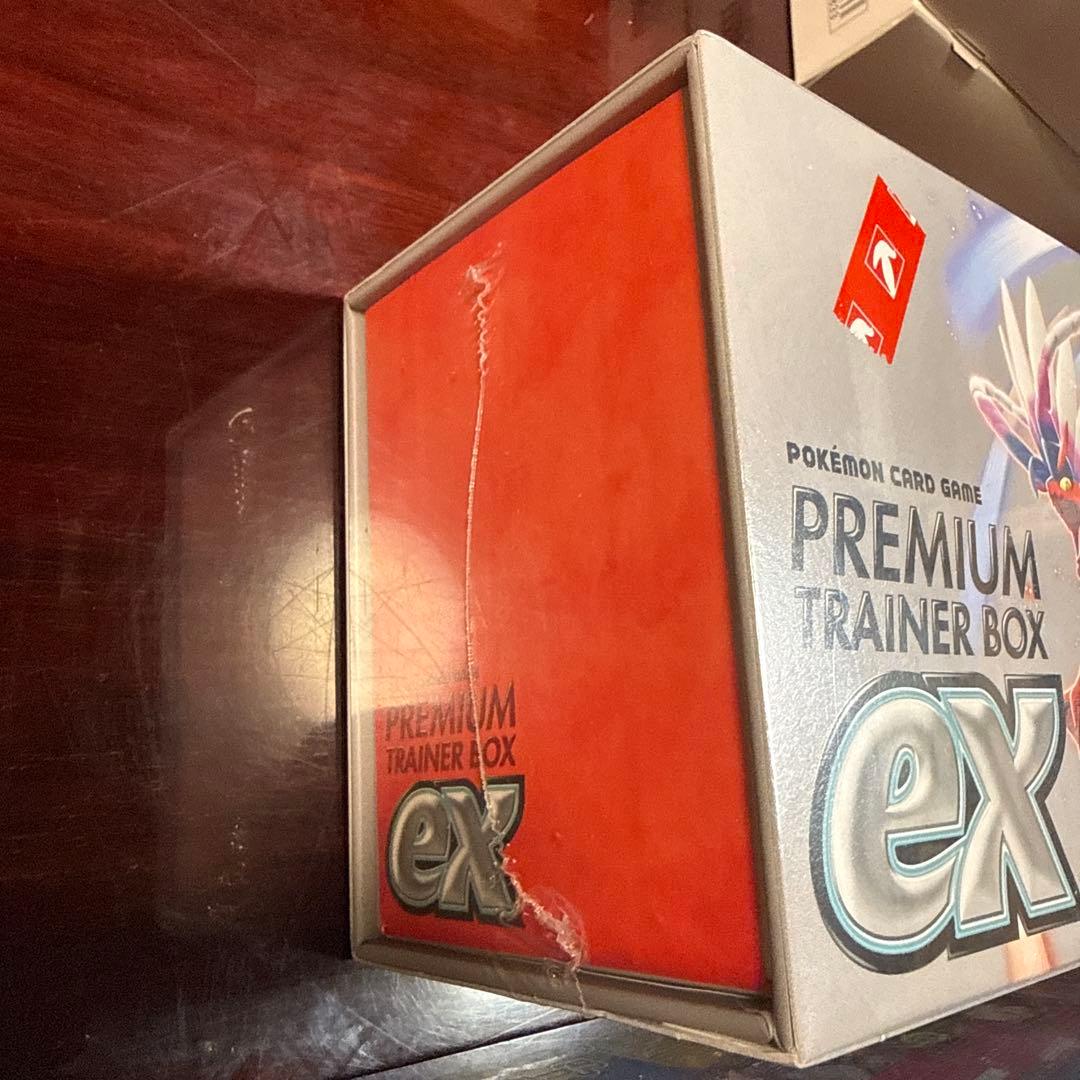 PREMIUM
TRAINER BOX
ex
POKÉMON CARD GAME
PREMIUM
TRAINER BOX
ex